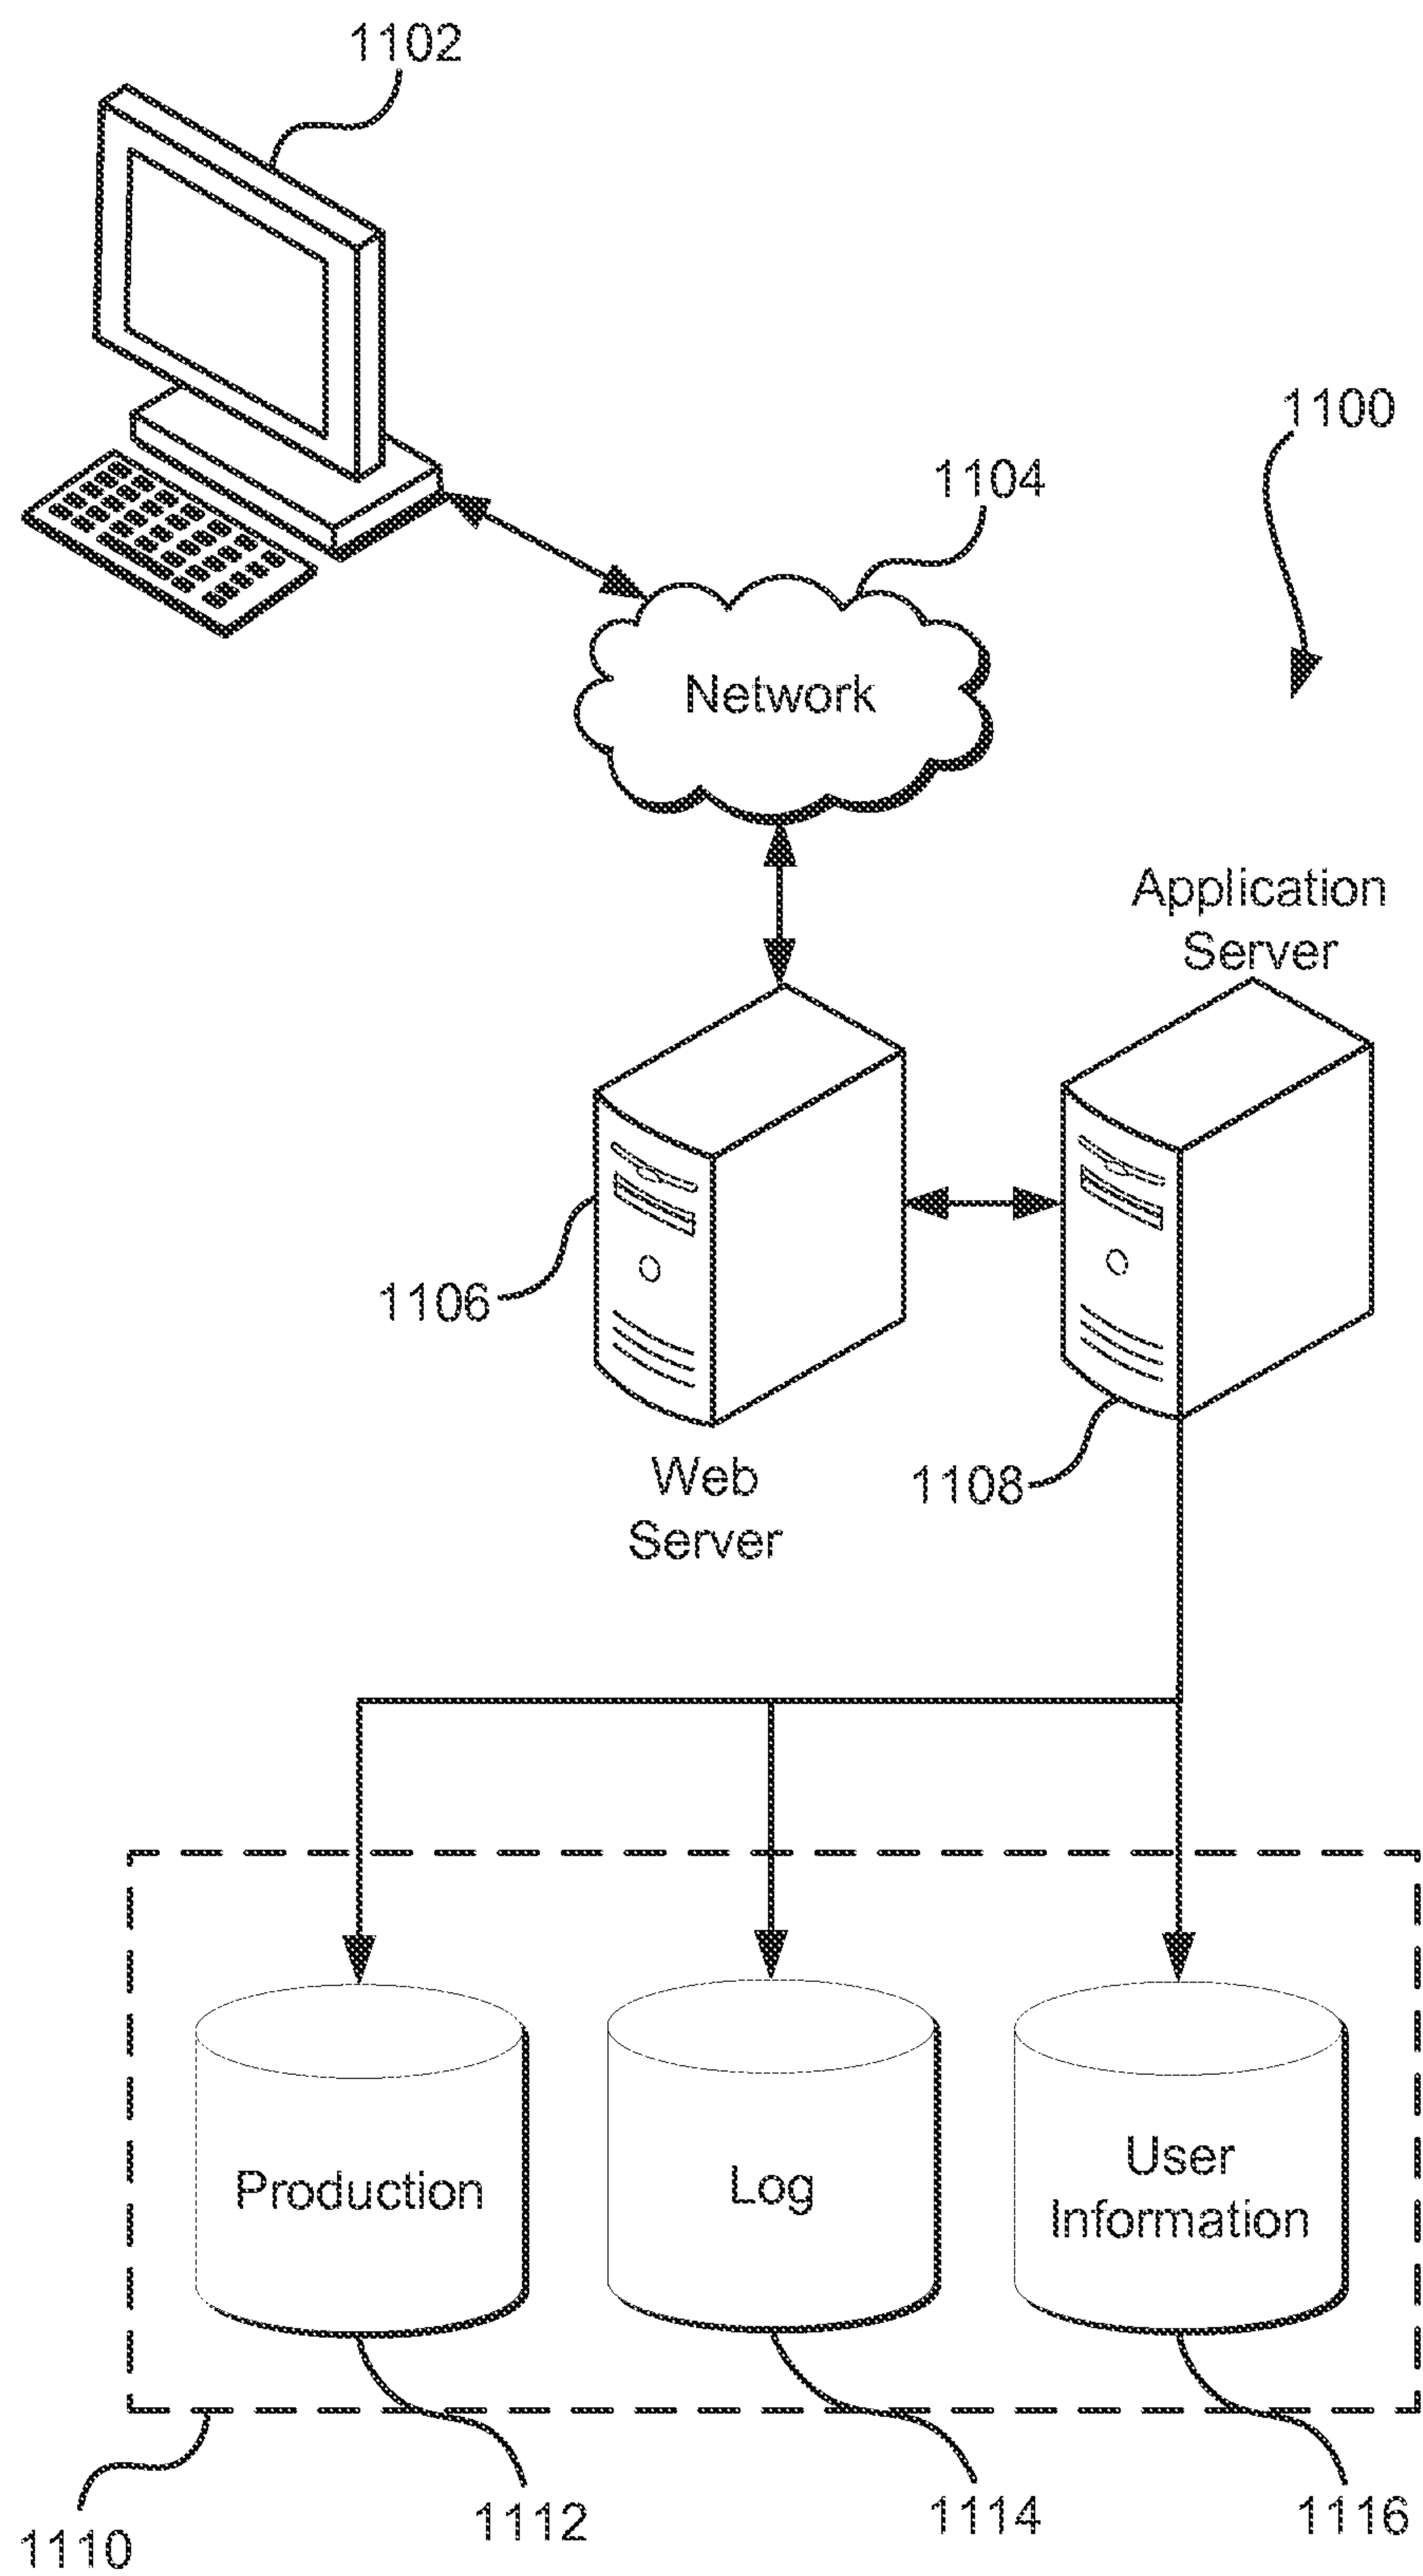 1102
1100
1104
Network
Application
Server
1106
Web
Server
1108
Production
Log
User
Information
1110
1112
1114
1116